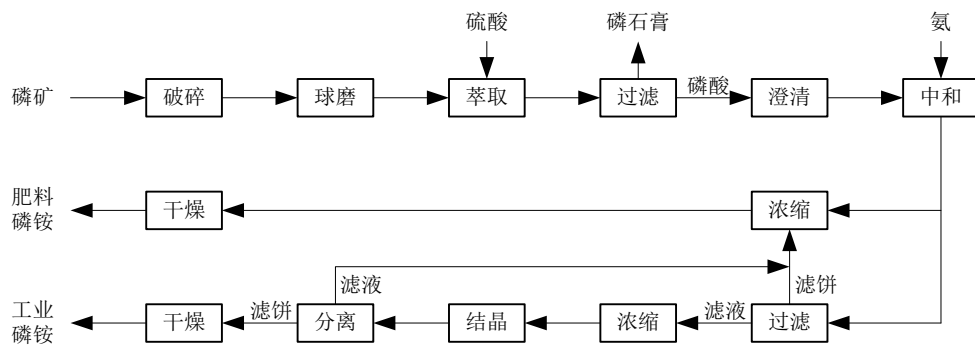 硫酸
磷石膏
氨
磷矿
破碎
球磨
萃取
过滤
磷酸
澄清
中和
肥料
磷铵
干燥
浓缩
滤液
滤饼
工业
磷铵
干燥
滤饼
分离
结晶
浓缩
滤液
过滤